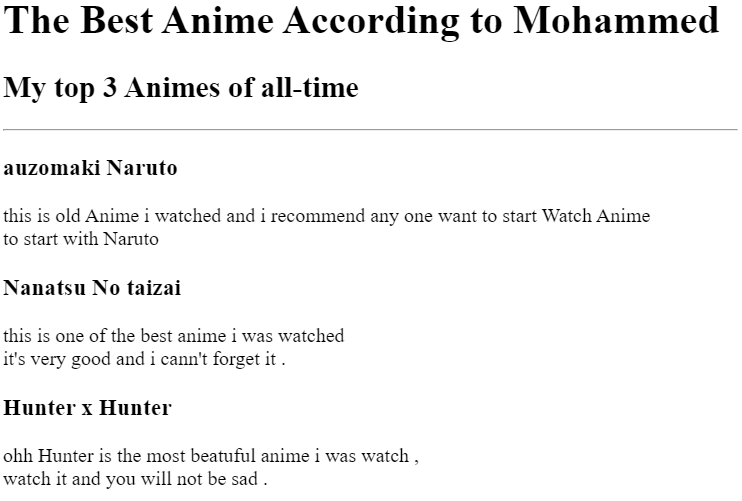 The Best Anime According to Mohammed
My top 3 Animes of all-time
auzomaki Naruto
this is old Anime i watched and i recommend any one want to start Watch Anime
to start with Naruto
Nanatsu No taizai
this is one of the best anime i was watched
it's very good and i cann't forget it .
Hunter x Hunter
ohh Hunter is the most beatuful anime i was watch ,
watch it and you will not be sad .